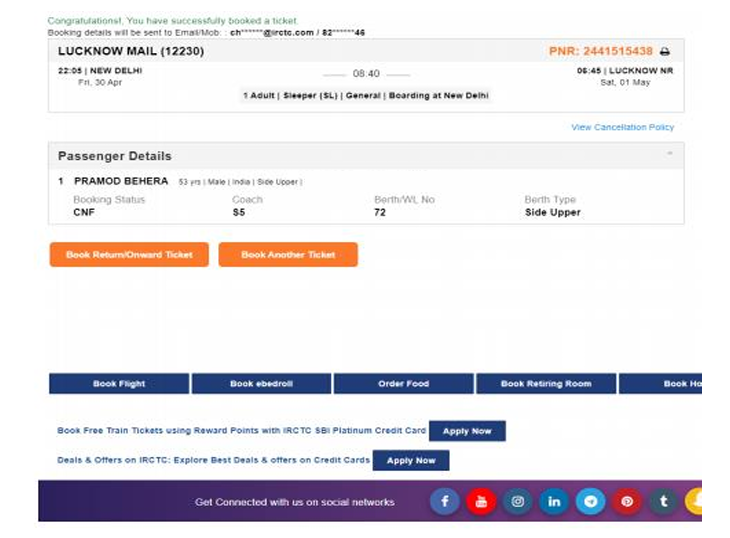 Congratulations!, You have successfully booked a ticket.
Booking details will be sent to Email/Mob: : ch******@irctc.com / 82******46
LUCKNOW MAIL (12230)
PNR: 2441515438
22:05 | NEW DELHI
08:40
06:45 | LUCKNOW NR
Fri, 30 Apr
Sat, 01 May
1 Adult | Sleeper (SL) | General | Boarding at New Delhi
View Cancellation Policy
Passenger Details
1 PRAMOD BEHERA 53 yrs | Male | India | Side Upper |
Booking Status Coach Berth/WL No Berth Type
CNF S5 72 Side Upper
Book Return/Onward Ticket Book Another Ticket
Book Flight Book ebedroll Order Food Book Retiring Room Book Ho
Book Free Train Tickets using Reward Points with IRCTC SBI Platinum Credit Card Apply Now
Deals & Offers on IRCTC: Explore Best Deals & offers on Credit Cards Apply Now
Get Connected with us on social networks